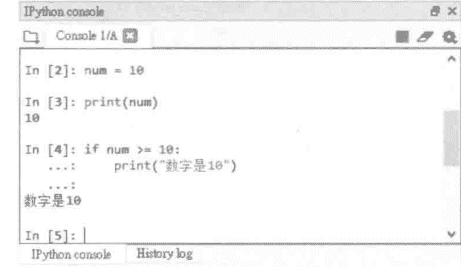 IPython console
Console 1/A
In [2]: num = 10
In [3]: print(num)
10
In [4]: if num >= 10:
   ...:     print("数字是10")
   ...:
数字是10
In [5]:
IPython console History log